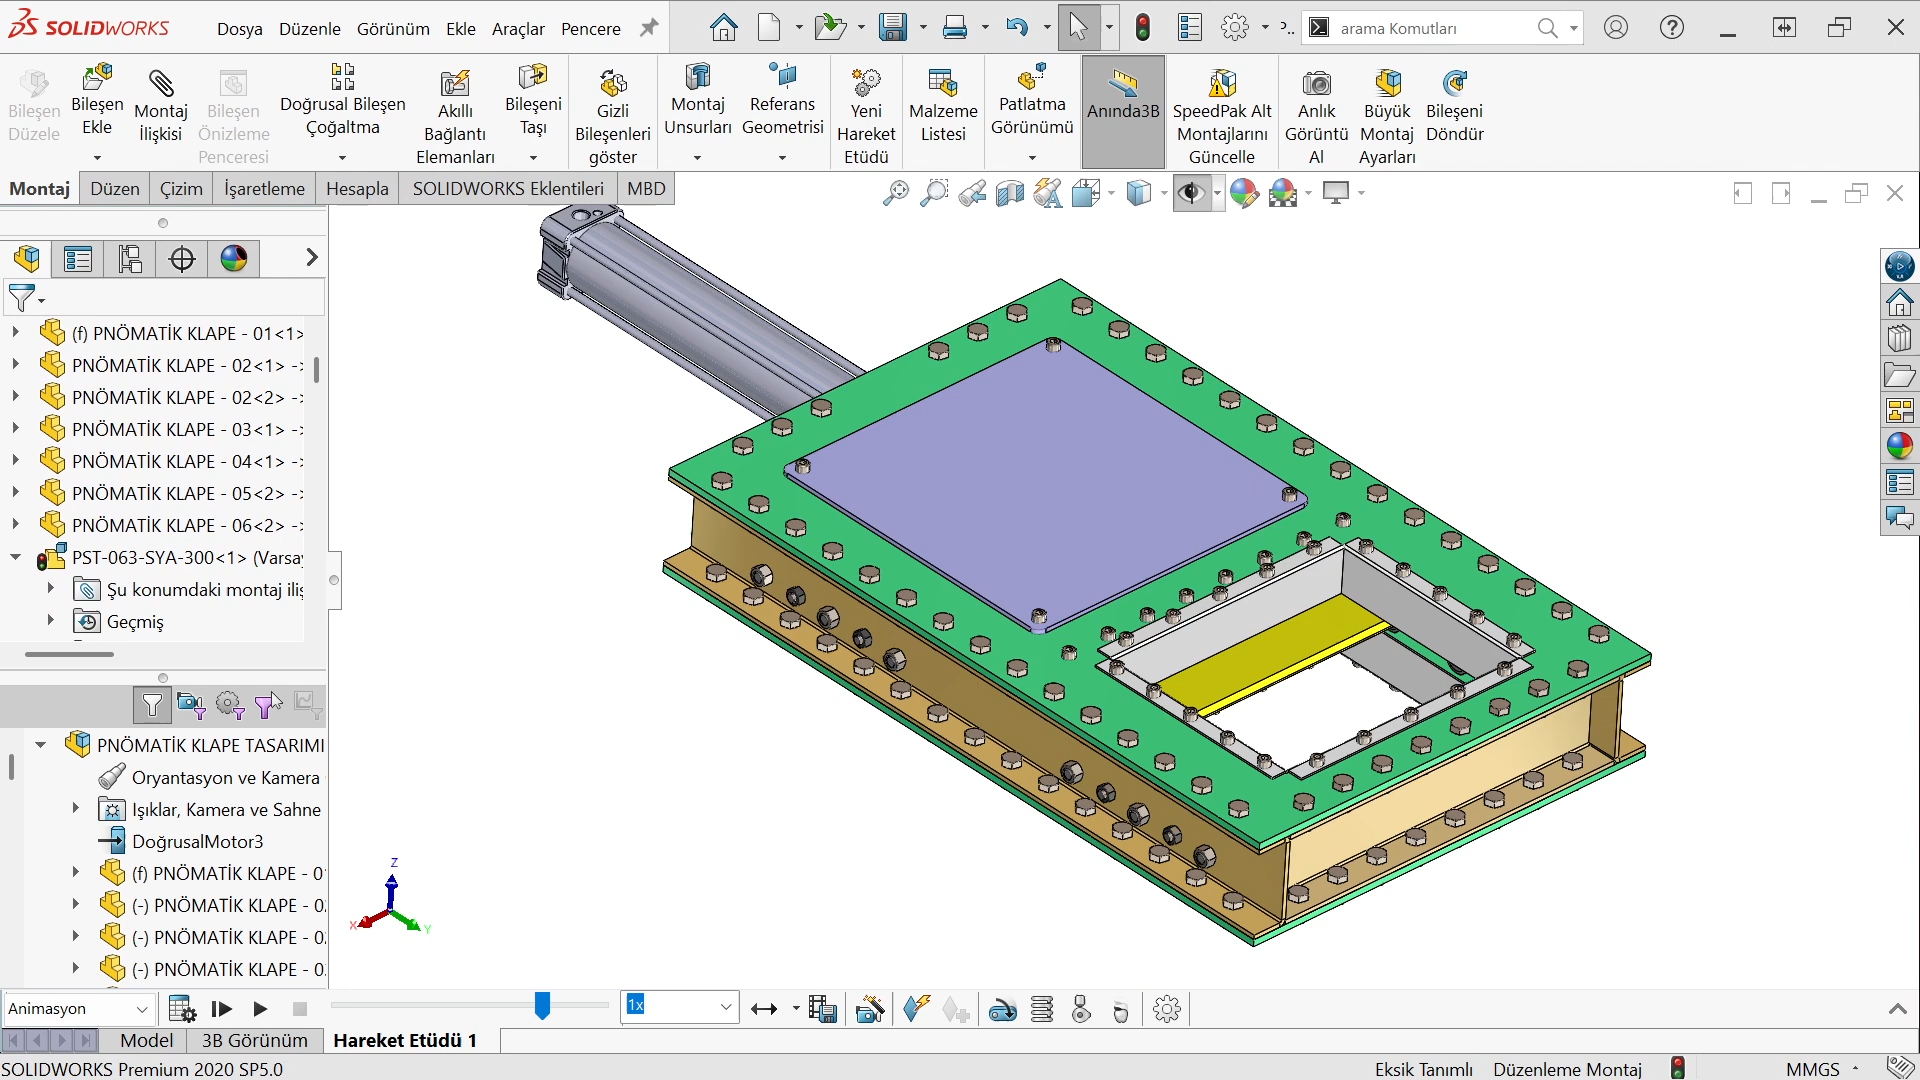 SOLIDWORKS
Dosya Düzenle Görünüm Ekle Araçlar Pencere
arama Komutları
Bileşen Düzele
Bileşen Ekle
Montaj İlişkisi
Bileşen Önizleme Penceresi
Doğrusal Bileşen Çoğaltma
Akıllı Bağlantı Elemanları
Bileşeni Taşı
Gizli Bileşenleri göster
Montaj Unsurları
Referans Geometrisi
Yeni Hareket Etüdü
Malzeme Listesi
Patlatma Görünümü
Anında3B
SpeedPak Alt Montajlarını Güncelle
Anlık Görüntü Al
Büyük Montaj Ayarları
Bileşeni Döndür
Montaj Düzen Çizim İşaretleme Hesapla SOLIDWORKS Eklentileri MBD
(f) PNÖMATİK KLAPE - 01<1>
PNÖMATİK KLAPE - 02<1> ->
PNÖMATİK KLAPE - 02<2> ->
PNÖMATİK KLAPE - 03<1> ->
PNÖMATİK KLAPE - 04<1> ->
PNÖMATİK KLAPE - 05<2> ->
PNÖMATİK KLAPE - 06<2> ->
PST-063-SYA-300<1> (Varsay
Şu konumdaki montaj iliş
Geçmiş
PNÖMATİK KLAPE TASARIMI
Oryantasyon ve Kamera
Işıklar, Kamera ve Sahne
DoğrusalMotor3
(f) PNÖMATİK KLAPE - 0
(-) PNÖMATİK KLAPE - 0
(-) PNÖMATİK KLAPE - 0
(-) PNÖMATİK KLAPE - 0
Z
X
Y
Animasyon
1x
Model 3B Görünüm Hareket Etüdü 1
SOLIDWORKS Premium 2020 SP5.0
Eksik Tanımlı Düzenleme Montaj MMGS